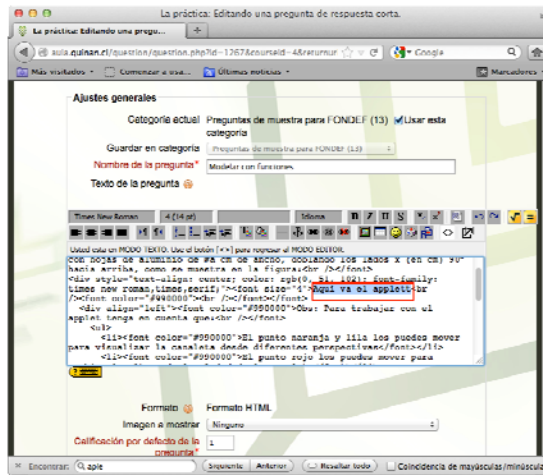 La práctica: Editando una pregunta de respuesta corta.
La práctica: Editando una pregu...
aula.quinan.cl/question/question.php?id=1267&courseid=4&returnur
Google
Más visitados
Comenzar a usa...
Últimas noticias
Marcadores
Ajustes generales
Categoría actual Preguntas de muestra para FONDEF (13) Usar esta categoría
Guardar en categoría Preguntas de muestra para FONDEF (13)
Nombre de la pregunta* Modelar con funciones
Texto de la pregunta
Times New Roman 4 (14 pt) Idioma B I U S
Usted esta en MODO TEXTO. Use el botón [<>] para regresar al MODO EDITOR.
con hojas de aluminio de #a cm de ancho, doblando los lados x (en cm) 90°
hacia arriba, como se muestra en la figura:<br /></font>
<div style="text-align: center; color: rgb(0, 51, 102); font-family:
times new roman,times,serif;"><font size="4">Aquí va el applett<br
/><font color="#990000"><br /></font></font>
<div align="left"><font color="#990000">Obs: Para trabajar con el
applet tenga en cuenta que:<br /></font>
<ul>
<li><font color="#990000">El punto naranja y lila los puedes mover
para visualizar la canaleta desde diferentes perspectivas</font></li>
<li><font color="#990000">El punto rojo los puedes mover para
Formato Formato HTML
Imagen a mostrar Ninguno
Calificación por defecto de la pregunta* 1
Encontrar: aple Siguiente Anterior Resaltar todo Coincidencia de mayúsculas/minúscul